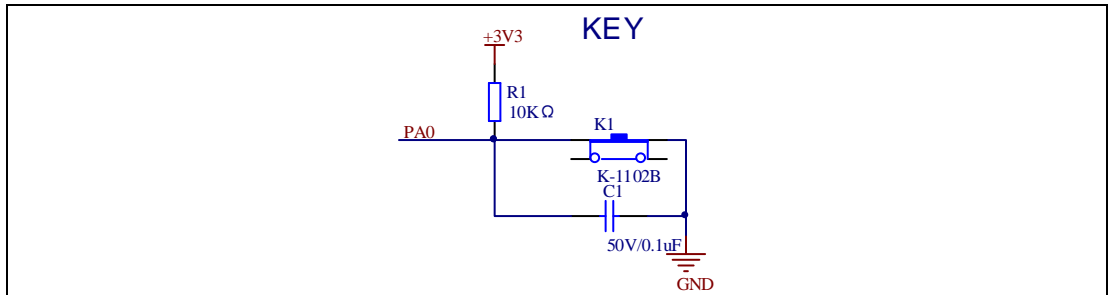 KEY
+3V3
R1
10KΩ
PA0
K1
K-1102B
C1
50V/0.1uF
GND